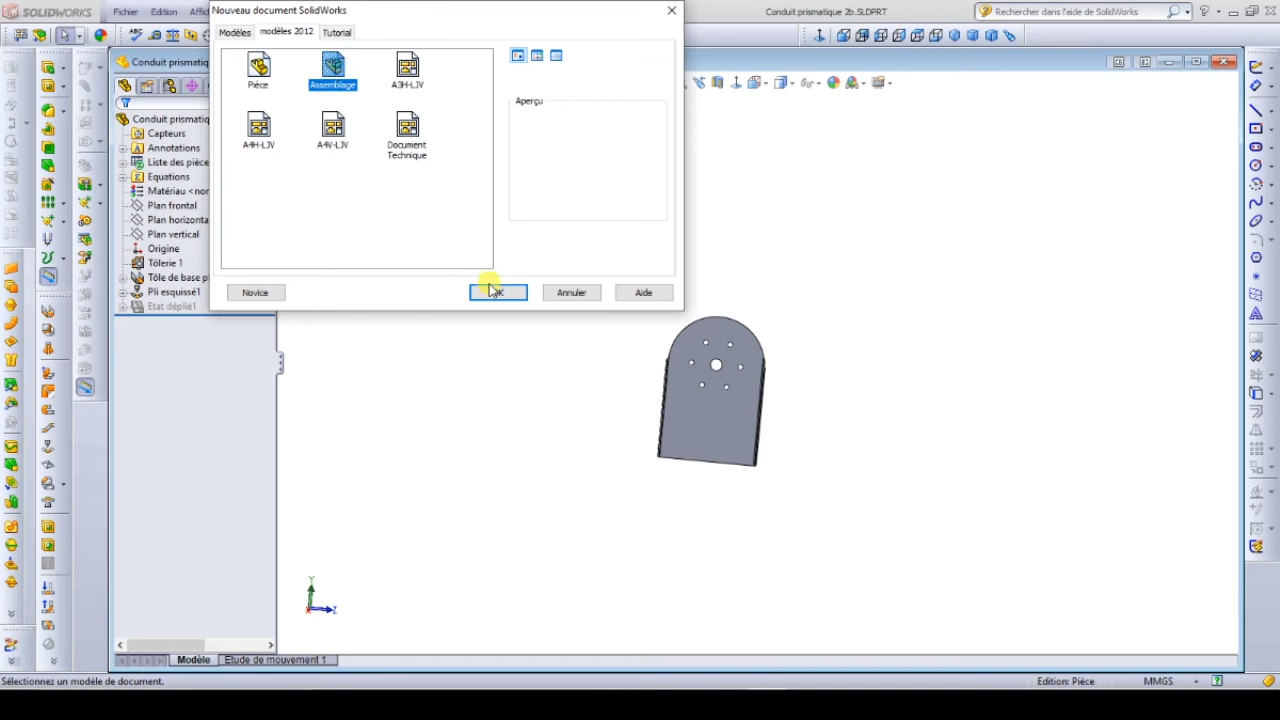 SOLIDWORKS
Fichier
Edition
Nouveau document SolidWorks
Conduit prismatique 2b.SLDPRT
Rechercher dans l'aide de SolidWorks
Modèles
modèles 2012
Tutorial
Pièce
Assemblage
A3H-LJV
A4H-LJV
A4V-LJV
Document
Technique
Aperçu
Novice
OK
Annuler
Aide
Conduit prismatiq
Conduit prismatiq
Capteurs
Annotations
Liste des pièce
Equations
Matériau <nor
Plan frontal
Plan horizonta
Plan vertical
Origine
Tôlerie 1
Tôle de base p
Pli esquissé1
Etat déplié1
Y
Z
Modèle
Etude de mouvement 1
Sélectionnez un modèle de document.
Edition: Pièce
MMGS